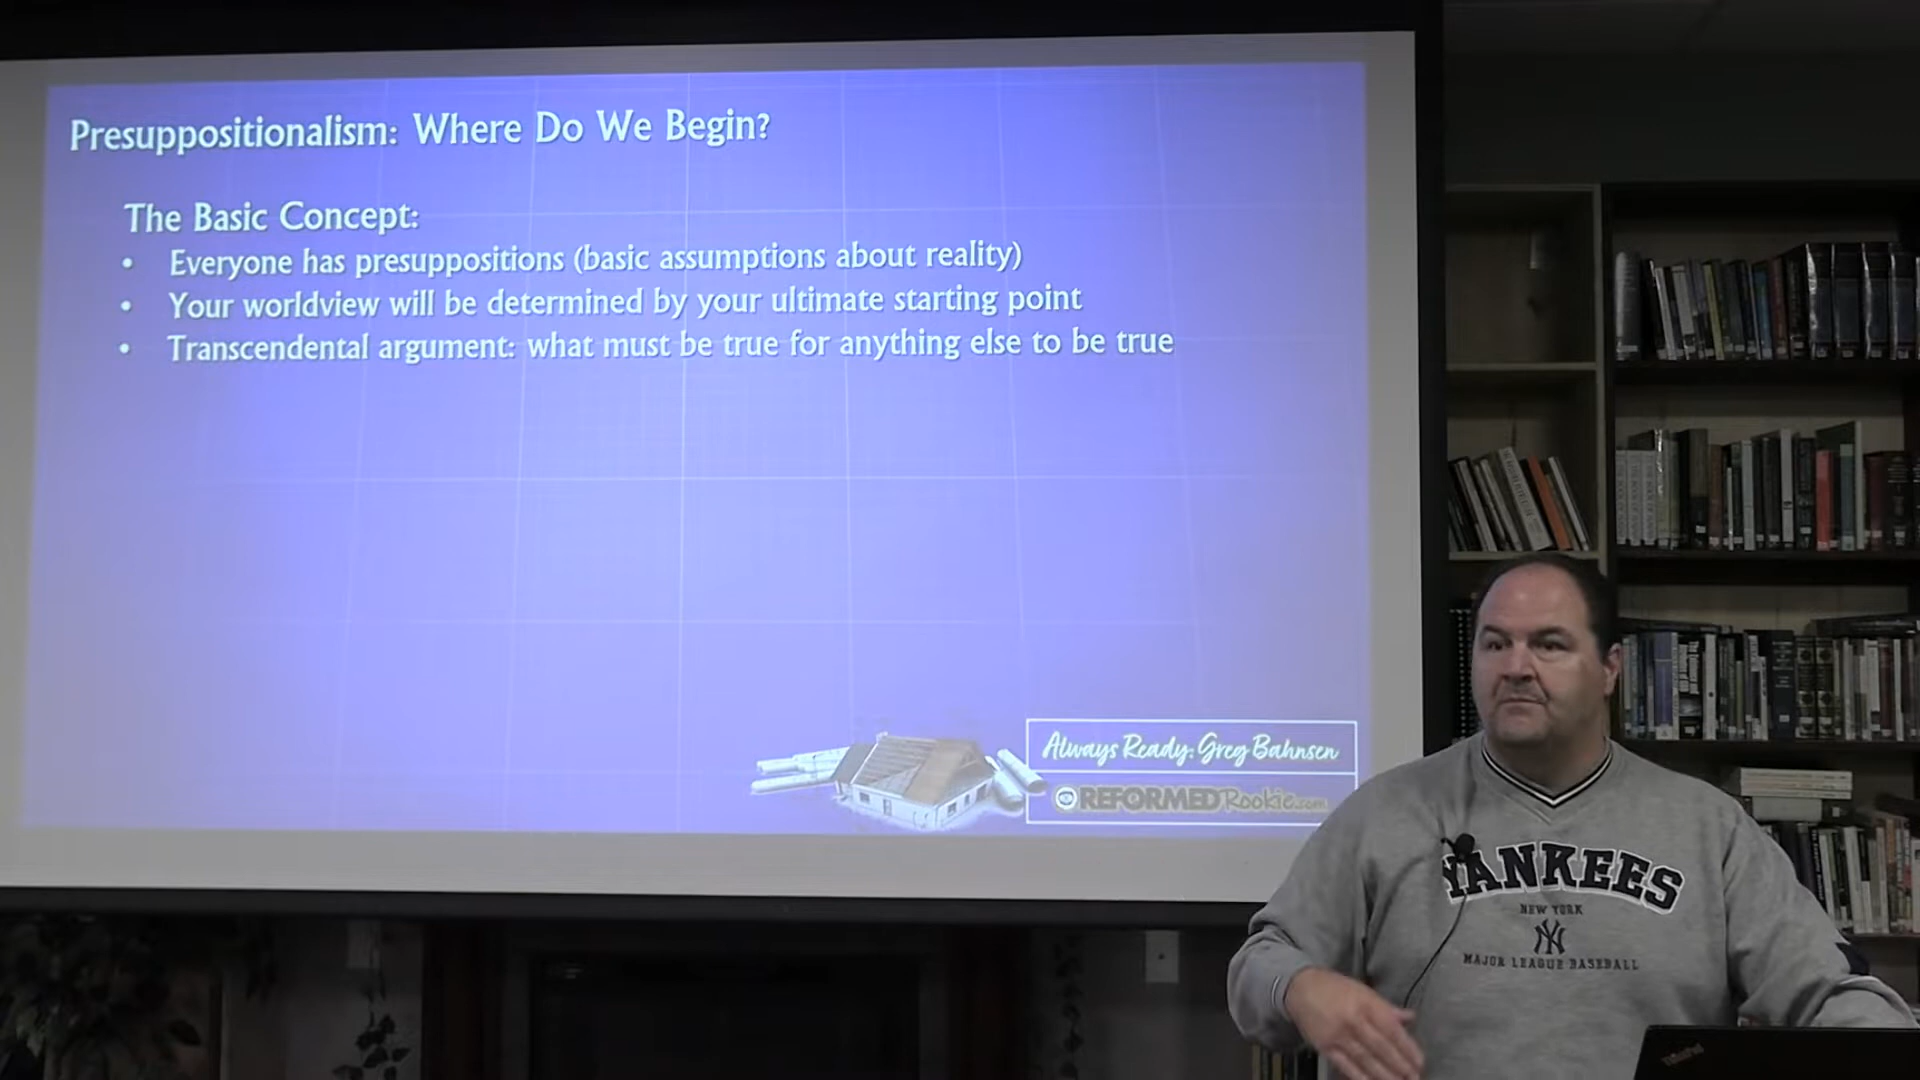 Presuppositionalism: Where Do We Begin?
The Basic Concept:
• Everyone has presuppositions (basic assumptions about reality)
• Your worldview will be determined by your ultimate starting point
• Transcendental argument: what must be true for anything else to be true
Always Ready: Greg Bahnsen
REFORMEDRookie.com
YANKEES
NEW YORK
NY
MAJOR LEAGUE BASEBALL
ThinkPad